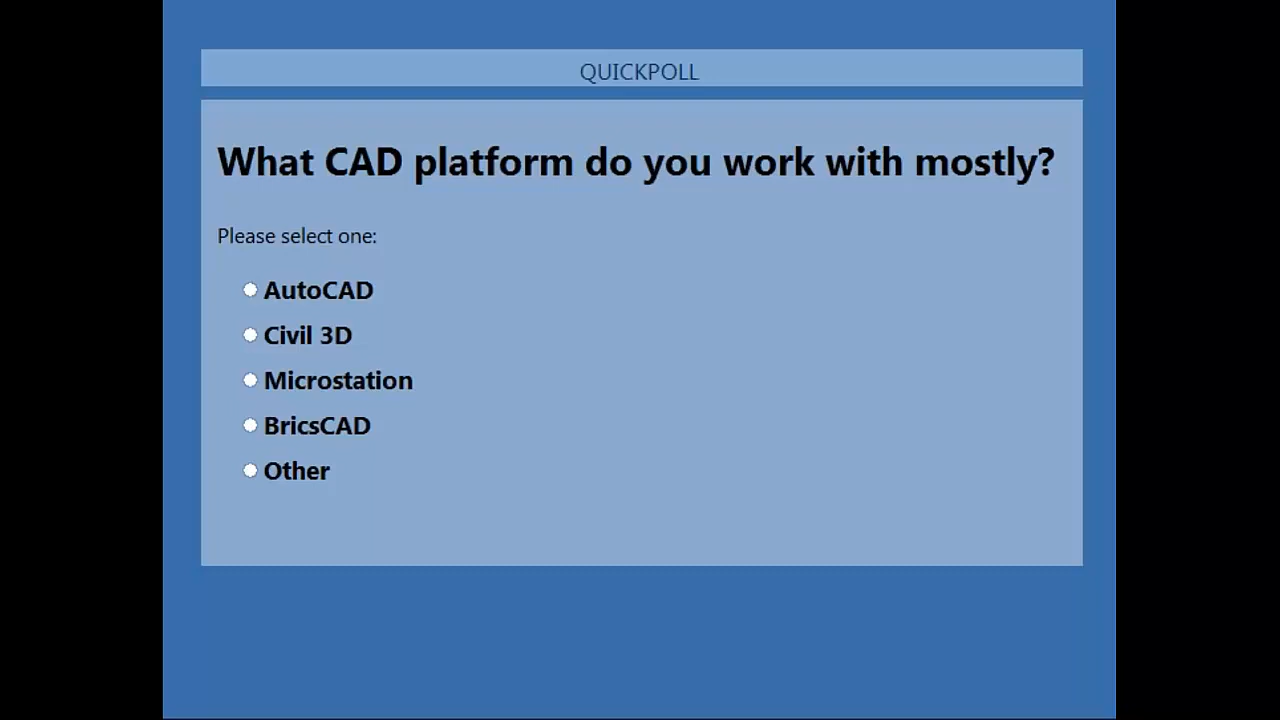 QUICKPOLL
What CAD platform do you work with mostly?
Please select one:
AutoCAD
Civil 3D
Microstation
BricsCAD
Other